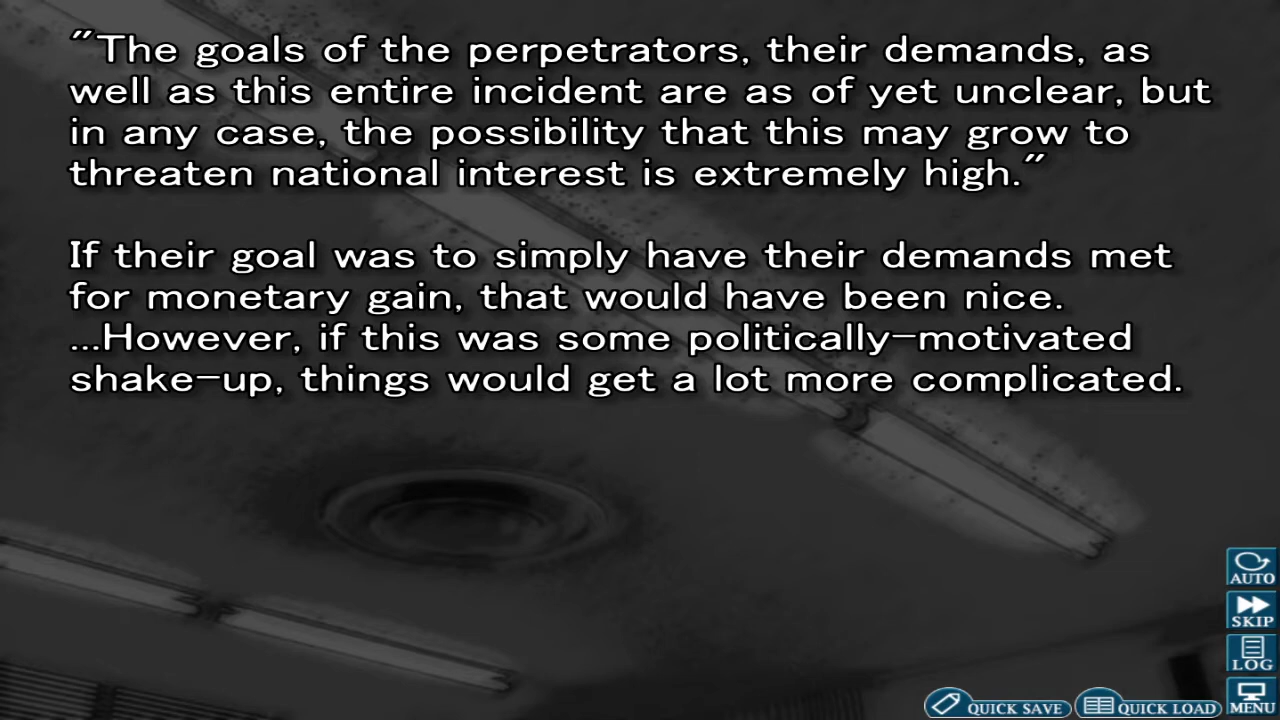 "The goals of the perpetrators, their demands, as
well as this entire incident are as of yet unclear, but
in any case, the possibility that this may grow to
threaten national interest is extremely high."
If their goal was to simply have their demands met
for monetary gain, that would have been nice.
...However, if this was some politically-motivated
shake-up, things would get a lot more complicated.
AUTO
SKIP
LOG
QUICK SAVE
QUICK LOAD
MENU